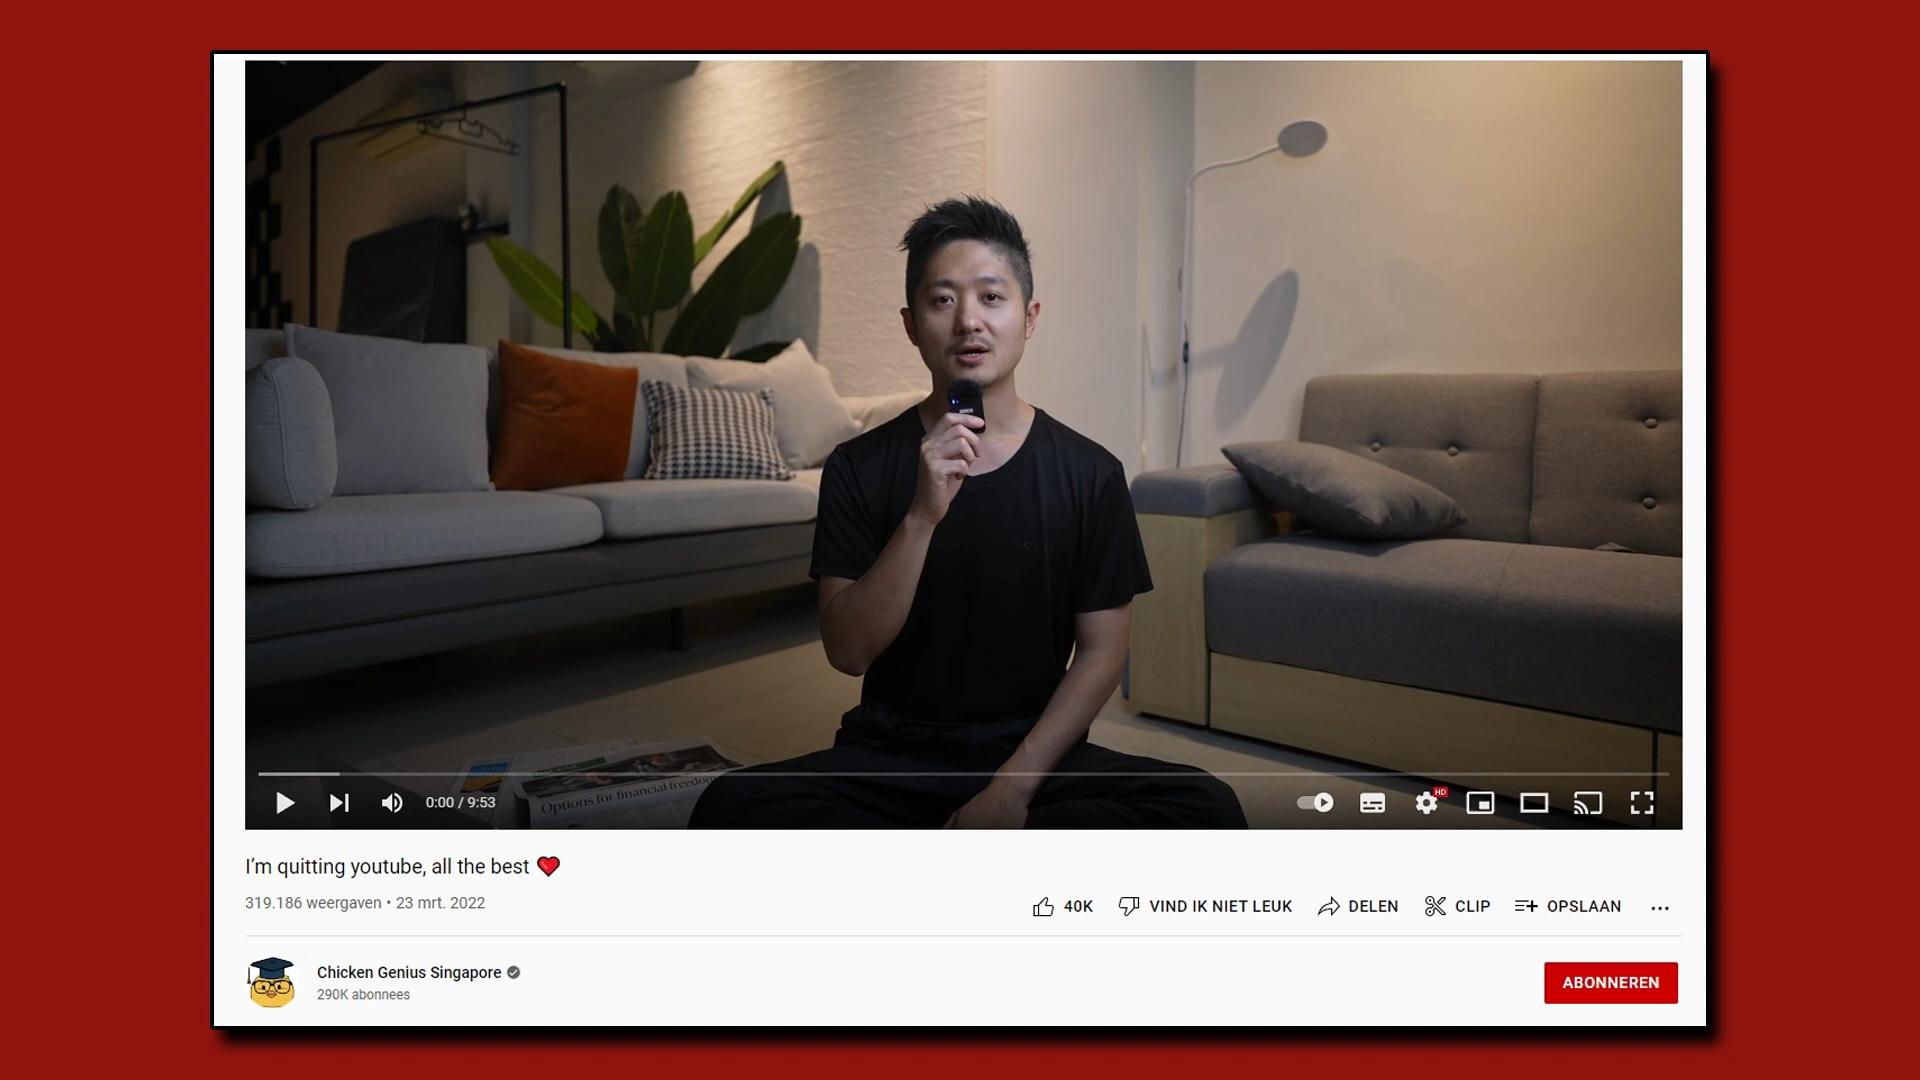 Options for financial freedom
0:00 / 9:53
HD
I'm quitting youtube, all the best ❤️
319.186 weergaven • 23 mrt. 2022
40K
VIND IK NIET LEUK
DELEN
CLIP
OPSLAAN
Chicken Genius Singapore
290K abonnees
ABONNEREN